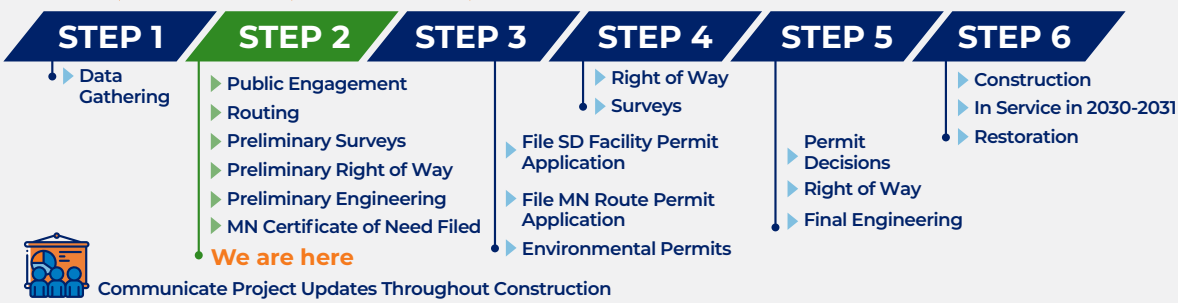 STEP 1
Data
Gathering
STEP 2
Public Engagement
Routing
Preliminary Surveys
Preliminary Right of Way
Preliminary Engineering
MN Certificate of Need Filed
We are here
STEP 3
File SD Facility Permit
Application
File MN Route Permit
Application
Environmental Permits
STEP 4
Right of Way
Surveys
STEP 5
Permit
Decisions
Right of Way
Final Engineering
STEP 6
Construction
In Service in 2030-2031
Restoration
Communicate Project Updates Throughout Construction